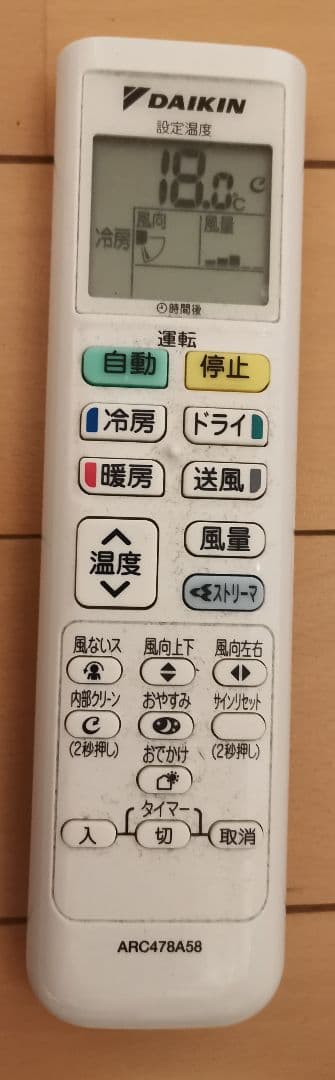 DAIKIN
設定温度
18.0℃
風向 風量
冷房
時間後
運転
自動 停止
冷房 ドライ
暖房 送風
温度 風量
ストリーマ
風ないス 風向上下 風向左右
内部クリーン おやすみ サインリセット
(2秒押し) おでかけ (2秒押し)
タイマー
入 切 取消
ARC478A58